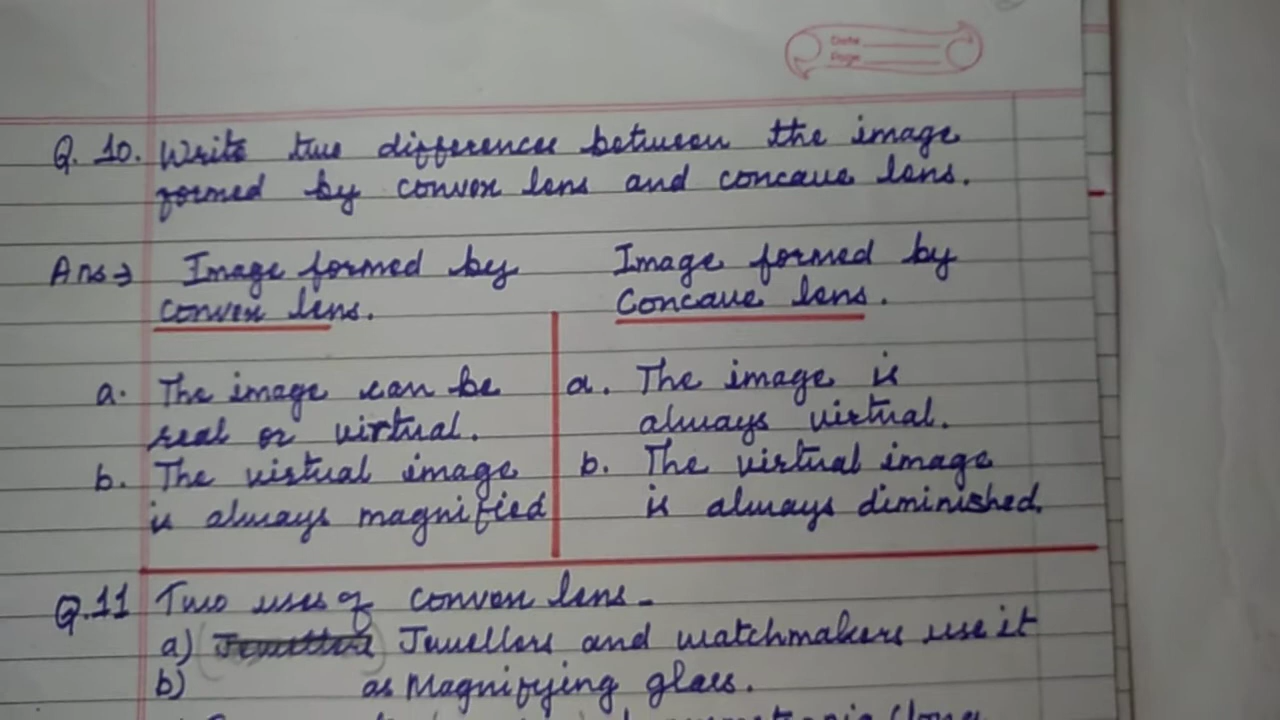 Date
Page
Q. 10. Write two differences between the image
formed by convex lens and concave lens.
Ans → Image formed by Image formed by
convex lens. Concave lens.
a. The image can be a. The image is
real or virtual. always virtual.
b. The virtual image b. The virtual image
is always magnified is always diminished.
Q.11 Two uses of convex lens -
a) Jewellers and watchmakers use it
b) as Magnifying glass.